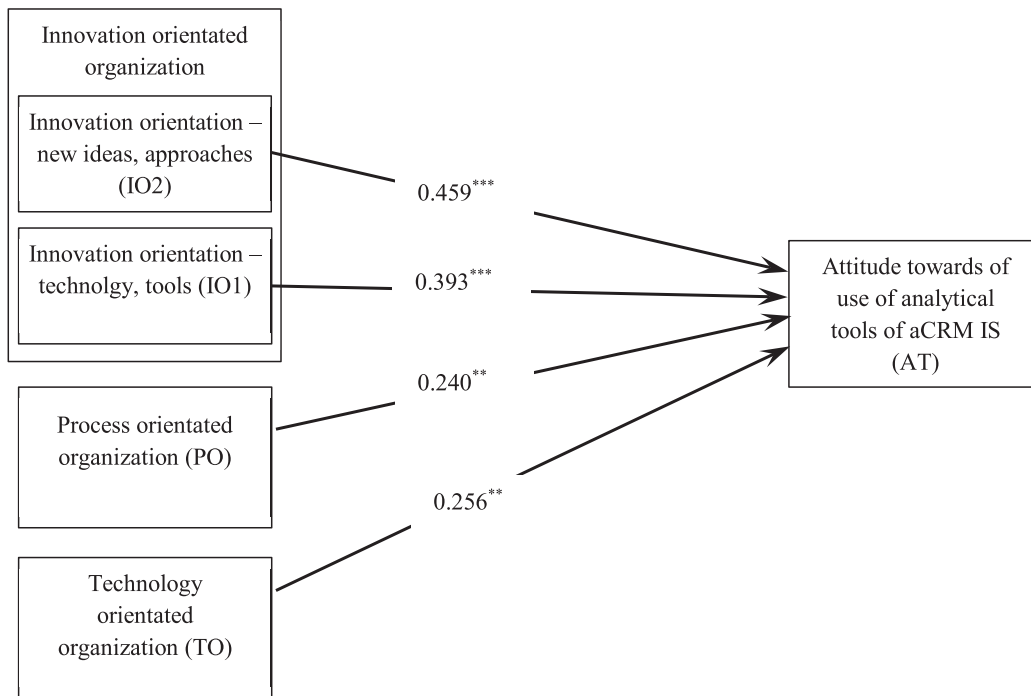 Innovation orientated
organization
Innovation orientation –
new ideas, approaches
(IO2)
Innovation orientation –
technolgy, tools (IO1)
Process orientated
organization (PO)
Technology
orientated
organization (TO)
0.459***
0.393***
0.240**
0.256**
Attitude towards of
use of analytical
tools of aCRM IS
(AT)